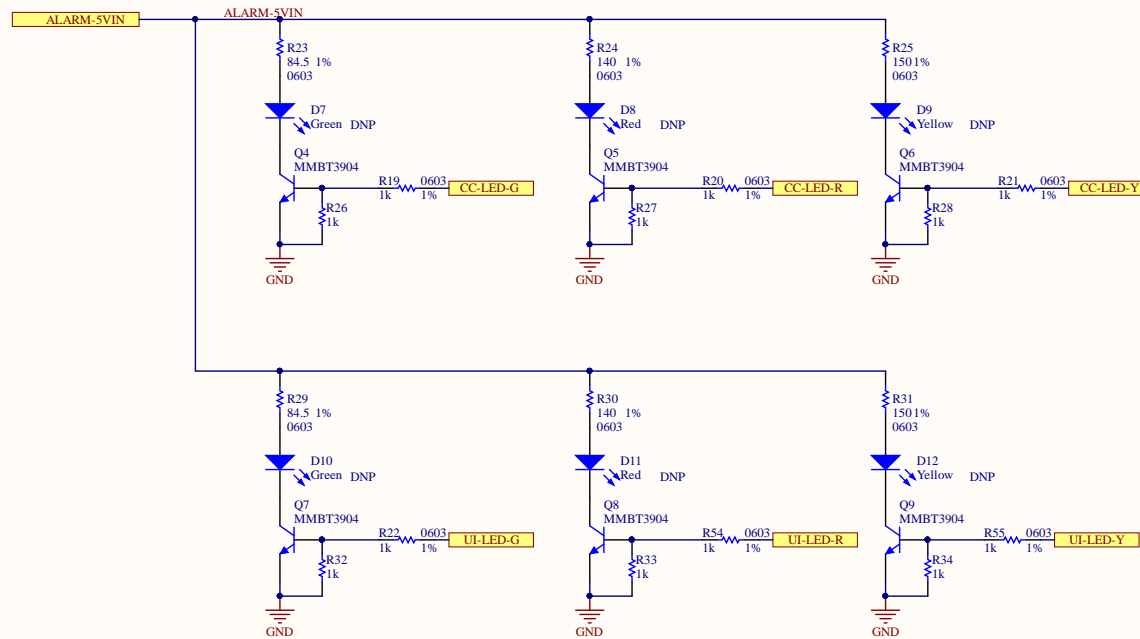 ALARM-5VIN
ALARM-5VIN
R23
84.5 1%
0603
D7
Green DNP
Q4
MMBT3904
R19 0603
1k 1%
CC-LED-G
R26
1k
GND
R24
140 1%
0603
D8
Red DNP
Q5
MMBT3904
R20 0603
1k 1%
CC-LED-R
R27
1k
GND
R25
150 1%
0603
D9
Yellow DNP
Q6
MMBT3904
R21 0603
1k 1%
CC-LED-Y
R28
1k
GND
R29
84.5 1%
0603
D10
Green DNP
Q7
MMBT3904
R22 0603
1k 1%
UI-LED-G
R32
1k
GND
R30
140 1%
0603
D11
Red DNP
Q8
MMBT3904
R54 0603
1k 1%
UI-LED-R
R33
1k
GND
R31
150 1%
0603
D12
Yellow DNP
Q9
MMBT3904
R55 0603
1k 1%
UI-LED-Y
R34
1k
GND